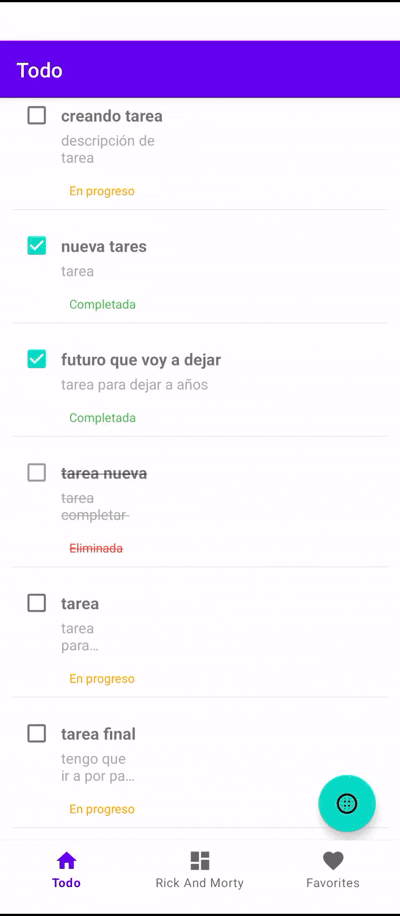 Todo
creando tarea
descripción de
tarea
En progreso
nueva tares
tarea
Completada
futuro que voy a dejar
tarea para dejar a años
Completada
tarea nueva
tarea
completar
Eliminada
tarea
tarea
para...
En progreso
tarea final
tengo que
ir a por pa...
En progreso
Todo
Rick And Morty
Favorites